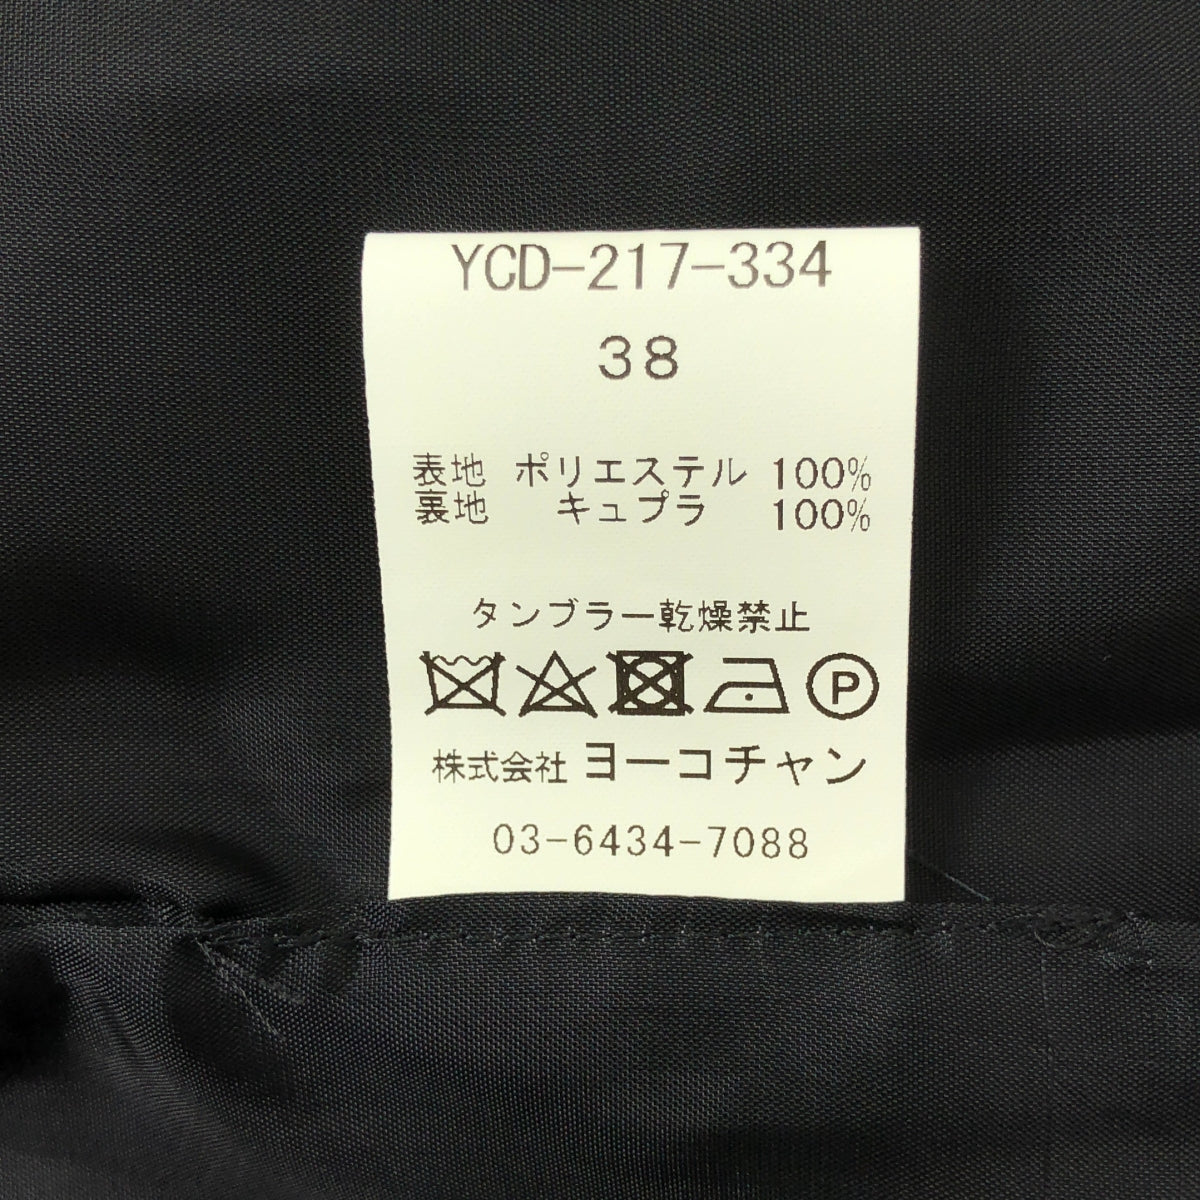 YCD-217-334
38
表地 ポリエステル 100%
裏地 キュプラ 100%
タンブラー乾燥禁止
P
株式会社 ヨーコチャン
03-6434-7088